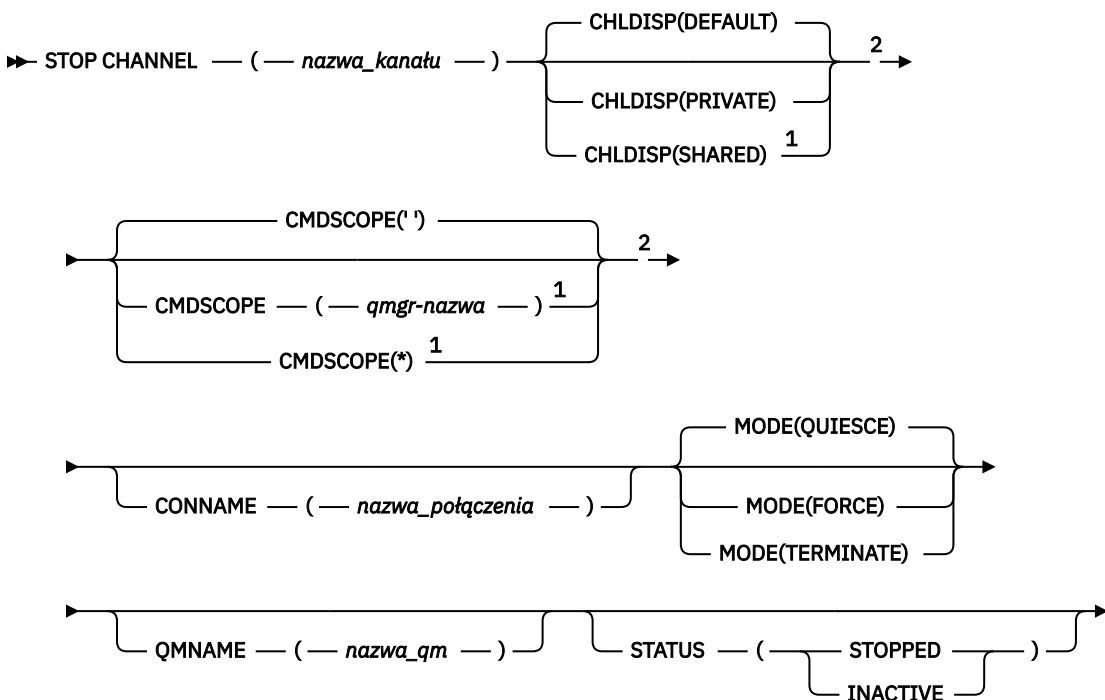 CHLDISP(DEFAULT)
STOP CHANNEL ( nazwa_kanału ) 2
CHLDISP(PRIVATE)
CHLDISP(SHARED) 1
CMDSCOPE(' ')
2
CMDSCOPE ( qmgr-nazwa ) 1
CMDSCOPE(*) 1
MODE(QUIESCE)
CONNAME ( nazwa_połączenia ) MODE(FORCE)
MODE(TERMINATE)
QMNAME ( nazwa_qm ) STATUS ( STOPPED )
INACTIVE